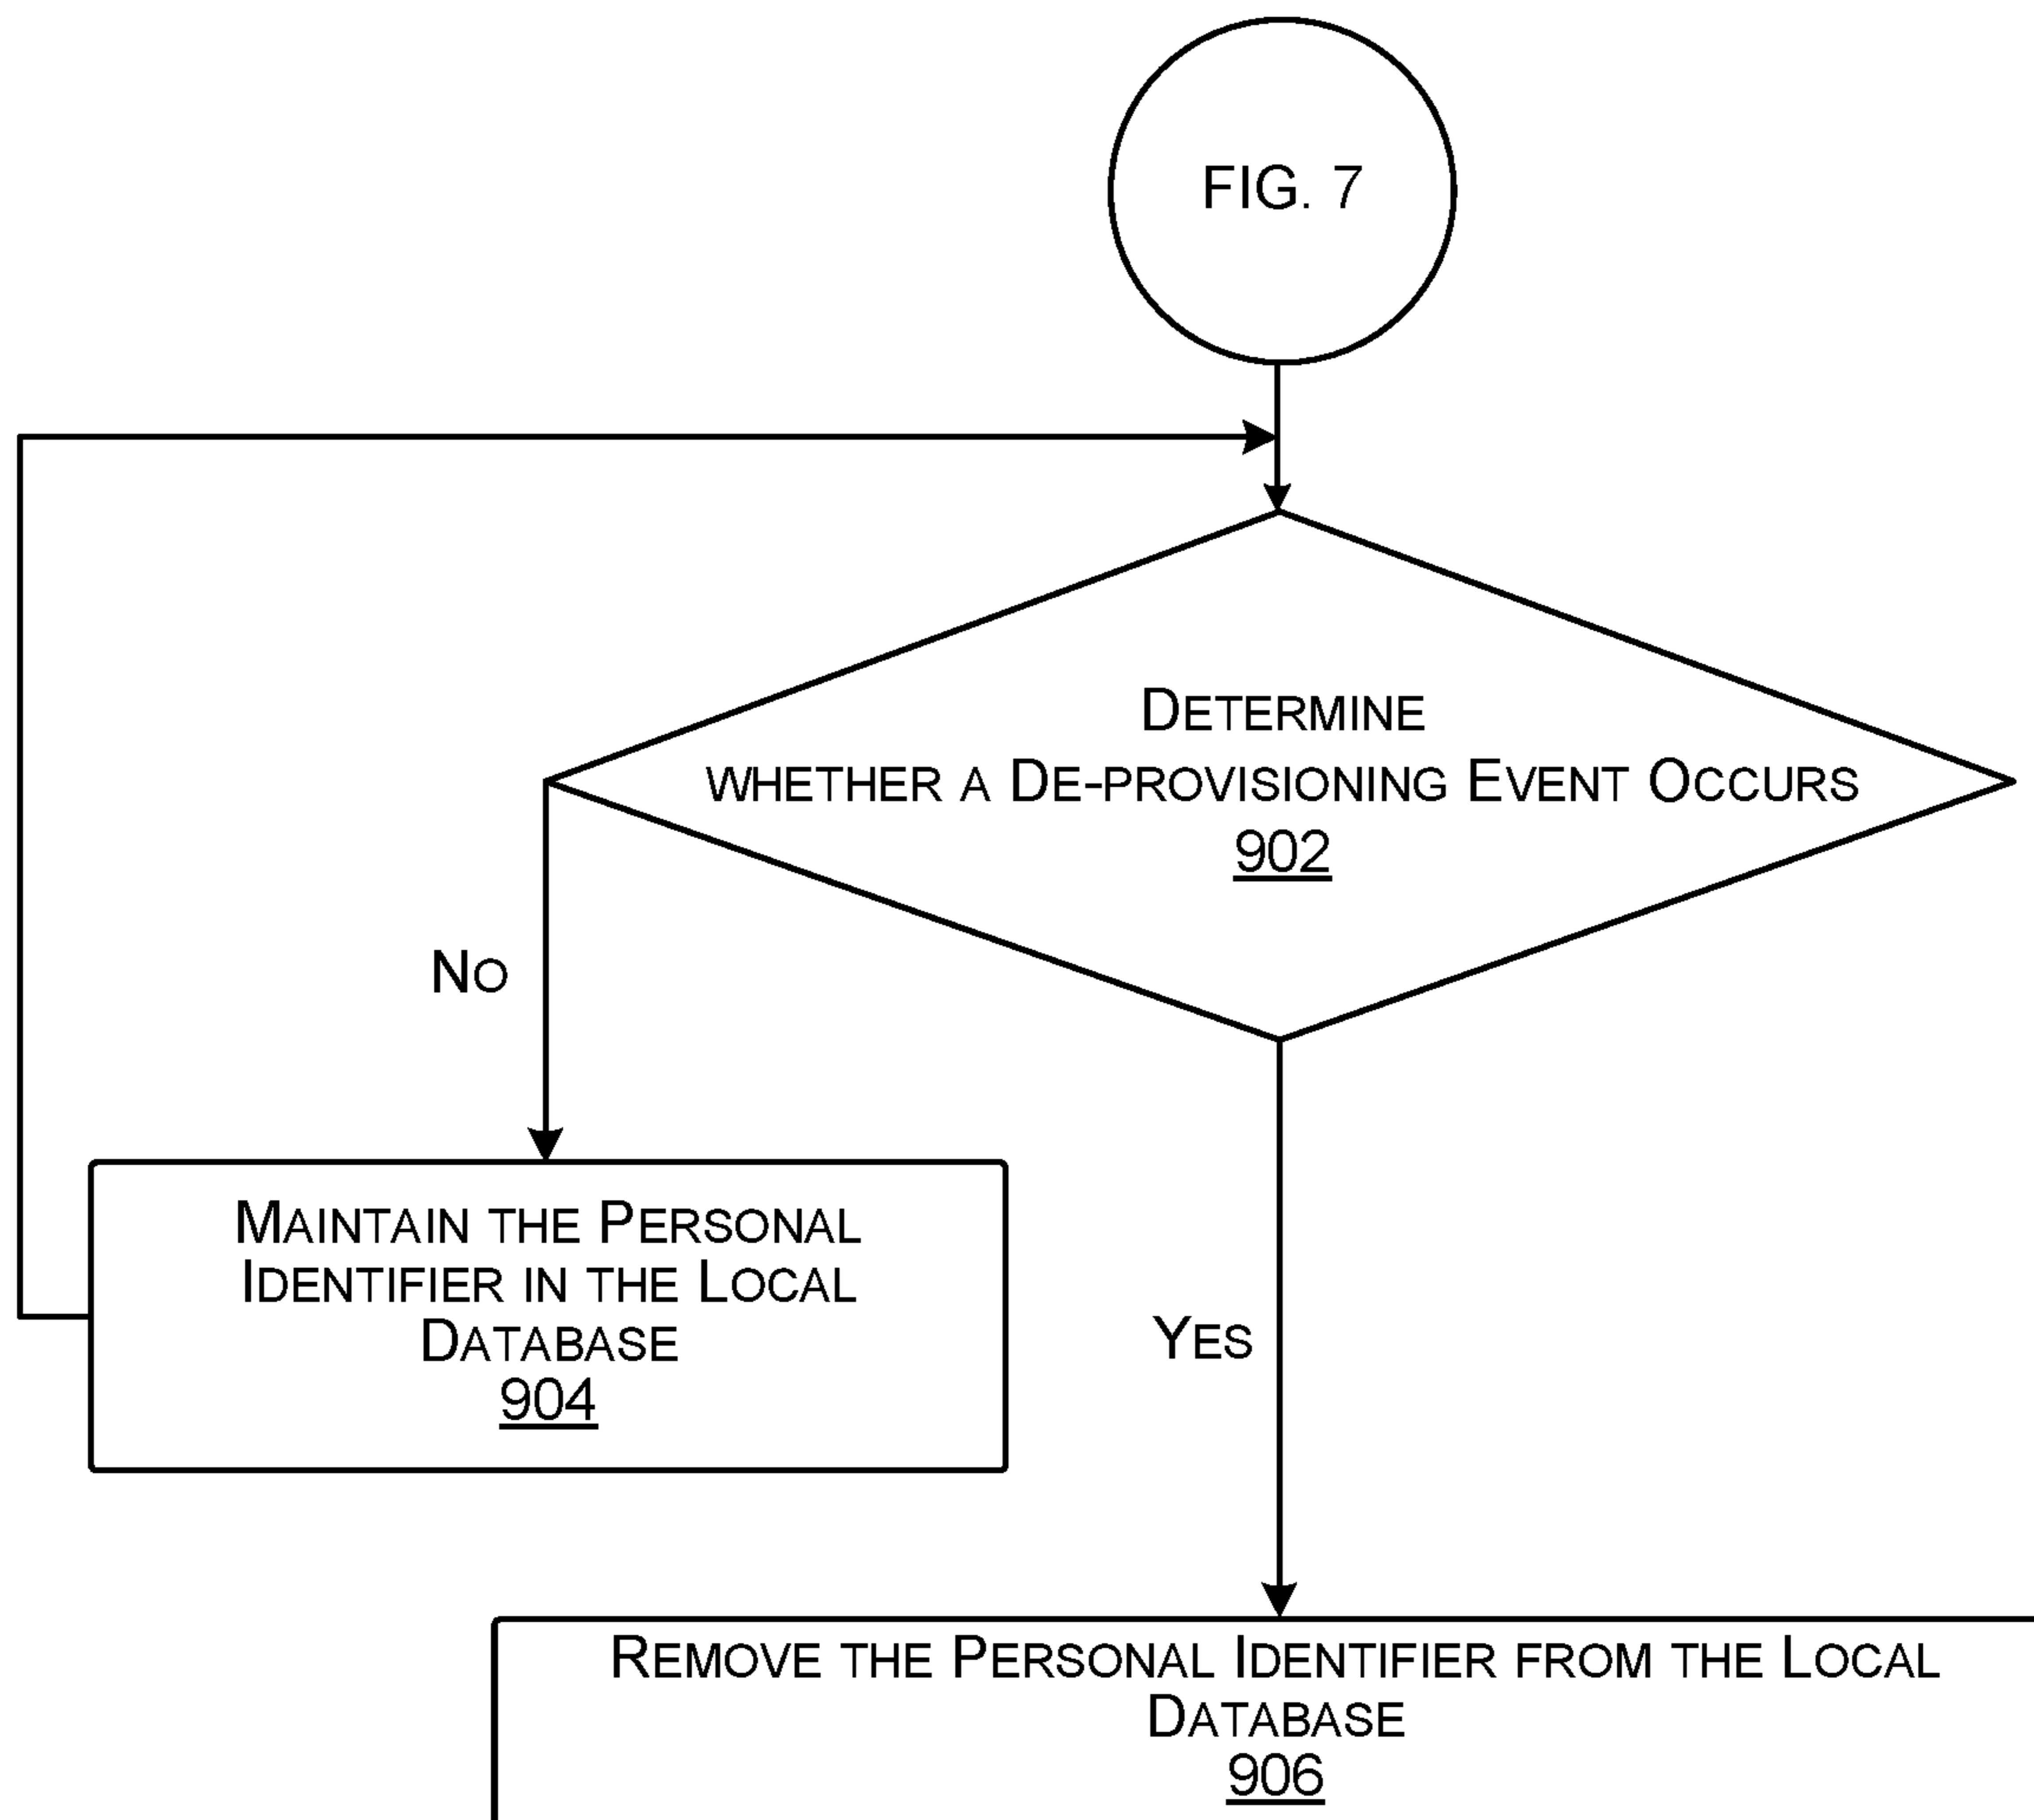 FIG. 7
DETERMINE
WHETHER A DE-PROVISIONING EVENT OCCURS
902
NO
MAINTAIN THE PERSONAL
IDENTIFIER IN THE LOCAL
DATABASE
904
YES
REMOVE THE PERSONAL IDENTIFIER FROM THE LOCAL
DATABASE
906